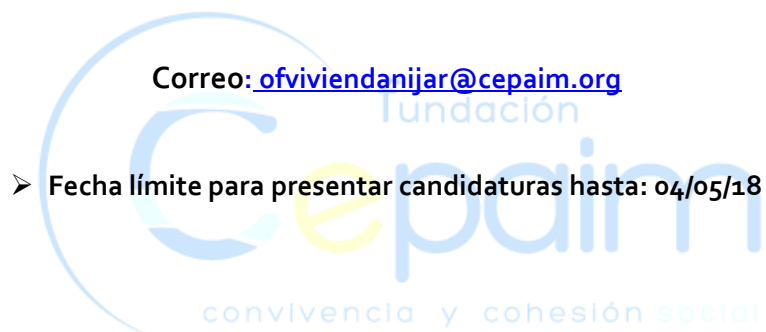 Correo: ofviviendanijar@cepaim.org
fundación
➢ Fecha límite para presentar candidaturas hasta: 04/05/18
Cepaim
convivencia y cohesión social